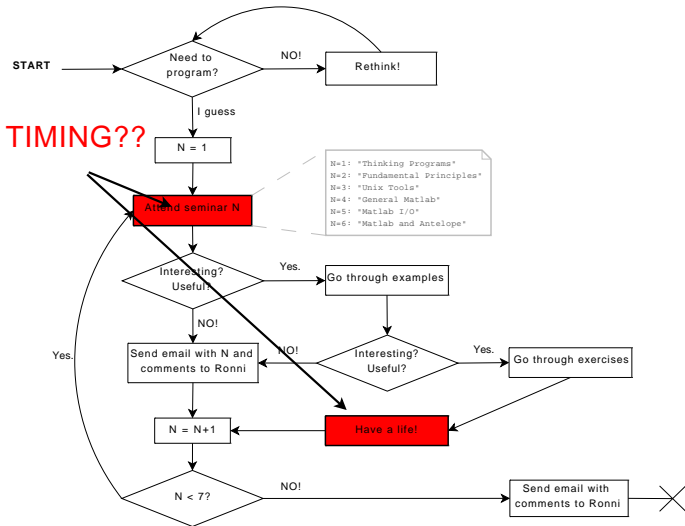 Need to
program?
NO!
Rethink!
START
I guess
TIMING??
N = 1
N=1: "Thinking Programs"
N=2: "Fundamental Principles"
N=3: "Unix Tools"
N=4: "General Matlab"
N=5: "Matlab I/O"
N=6: "Matlab and Antelope"
Attend seminar N
Interesting?
Useful?
Yes.
Go through examples
NO!
Send email with N and
comments to Ronni
NO!
Interesting?
Useful?
Yes.
Go through exercises
Yes.
N = N+1
Have a life!
N < 7?
NO!
Send email with
comments to Ronni